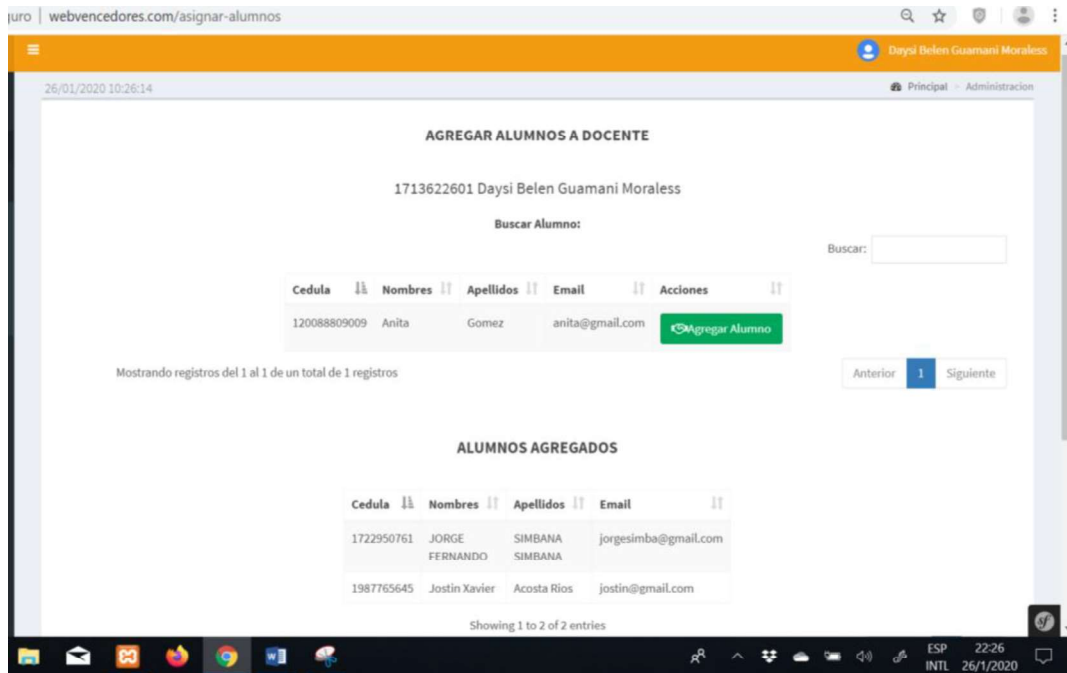 uro | webvencedores.com/asignar-alumnos
Daysi Belen Guamani Moraless
26/01/2020 10:26:14
Principal > Administracion
AGREGAR ALUMNOS A DOCENTE
1713622601 Daysi Belen Guamani Moraless
Buscar Alumno:
Buscar:
Cedula Nombres Apellidos Email Acciones
120088809009 Anita Gomez anita@gmail.com Agregar Alumno
Mostrando registros del 1 al 1 de un total de 1 registros
Anterior 1 Siguiente
ALUMNOS AGREGADOS
Cedula Nombres Apellidos Email
1722950761 JORGE SIMBANA jorgesimba@gmail.com
FERNANDO SIMBANA
1987765645 Jostin Xavier Acosta Rios jostin@gmail.com
Showing 1 to 2 of 2 entries
sf
ESP 22:26
INTL 26/1/2020